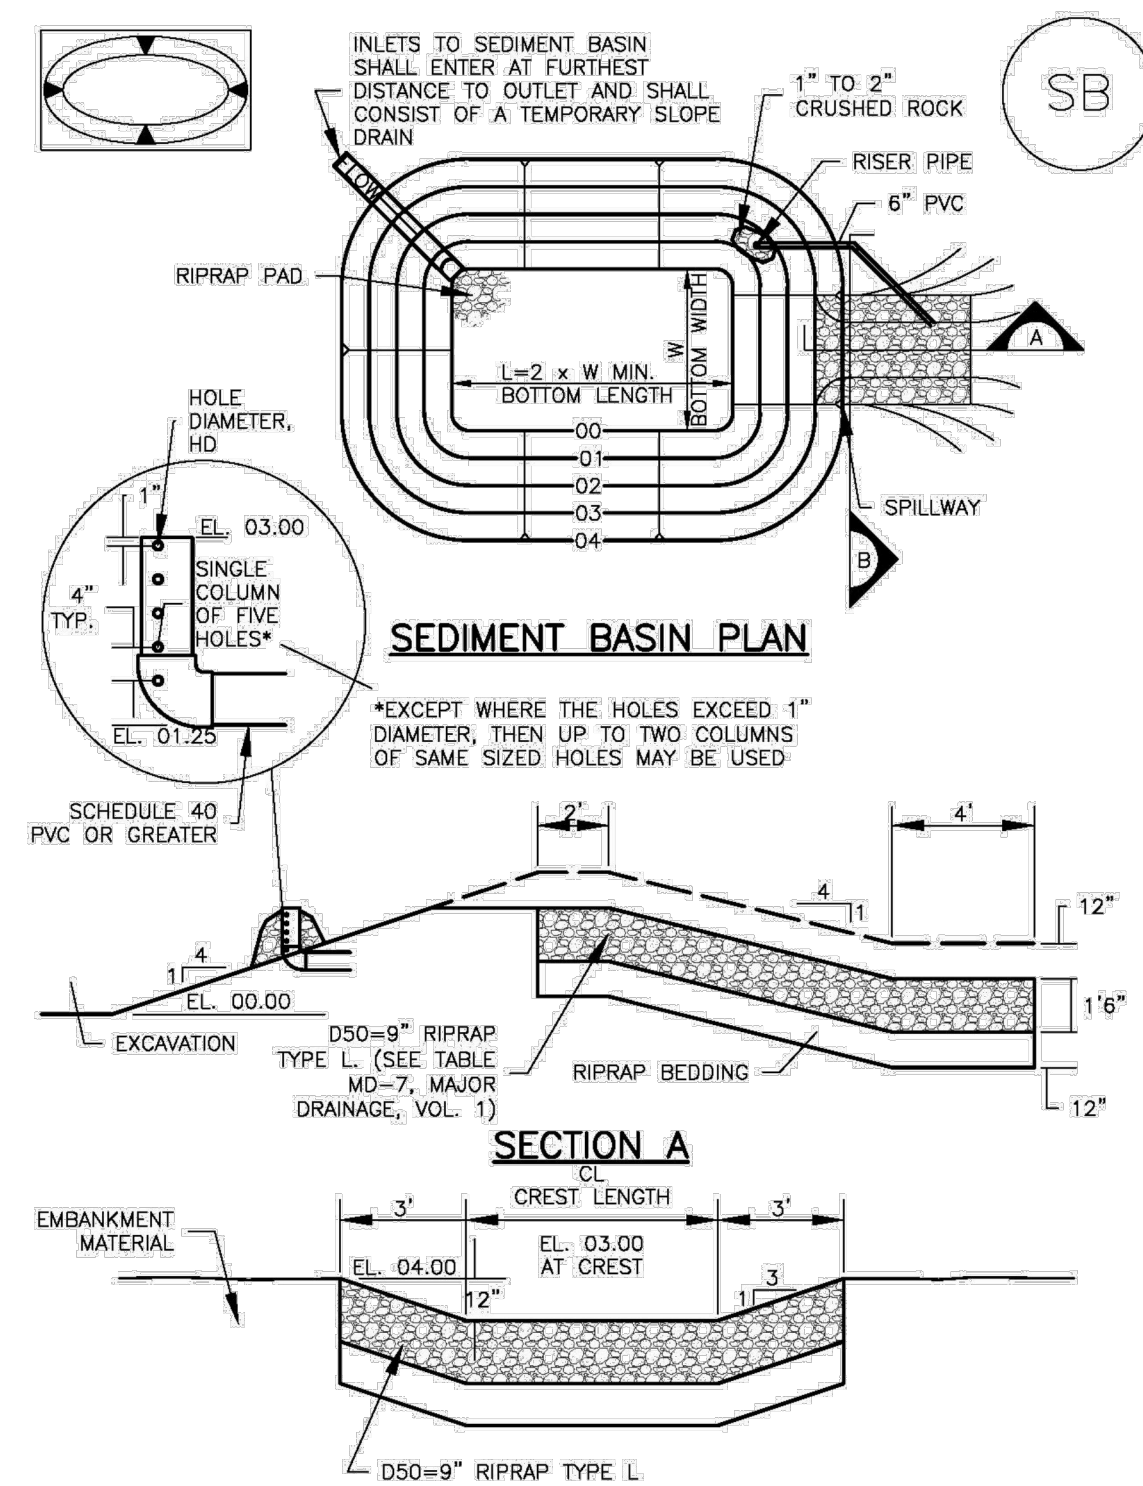 INLETS TO SEDIMENT BASIN
SHALL ENTER AT FURTHEST
DISTANCE TO OUTLET AND SHALL
CONSIST OF A TEMPORARY SLOPE
DRAIN
1" TO 2"
CRUSHED ROCK
SB
RISER PIPE
6" PVC
FLOW
RIPRAP PAD
A
W
BOTTOM WIDTH
L=2 x W MIN.
BOTTOM LENGTH
00
01
02
03
04
SPILLWAY
B
HOLE
DIAMETER,
HD
1"
EL. 03.00
4"
TYP.
SINGLE
COLUMN
OF FIVE
HOLES*
EL. 01.25
SEDIMENT BASIN PLAN
*EXCEPT WHERE THE HOLES EXCEED 1"
DIAMETER, THEN UP TO TWO COLUMNS
OF SAME SIZED HOLES MAY BE USED
SCHEDULE 40
PVC OR GREATER
2'
4'
4
1
12"
4
1
EL. 00.00
1'6"
EXCAVATION
D50=9" RIPRAP
TYPE L. (SEE TABLE
MD-7, MAJOR
DRAINAGE, VOL. 1)
RIPRAP BEDDING
12"
SECTION A
CL
CREST LENGTH
3'
3'
EMBANKMENT
MATERIAL
EL. 04.00
EL. 03.00
AT CREST
12"
3
1
D50=9" RIPRAP TYPE L